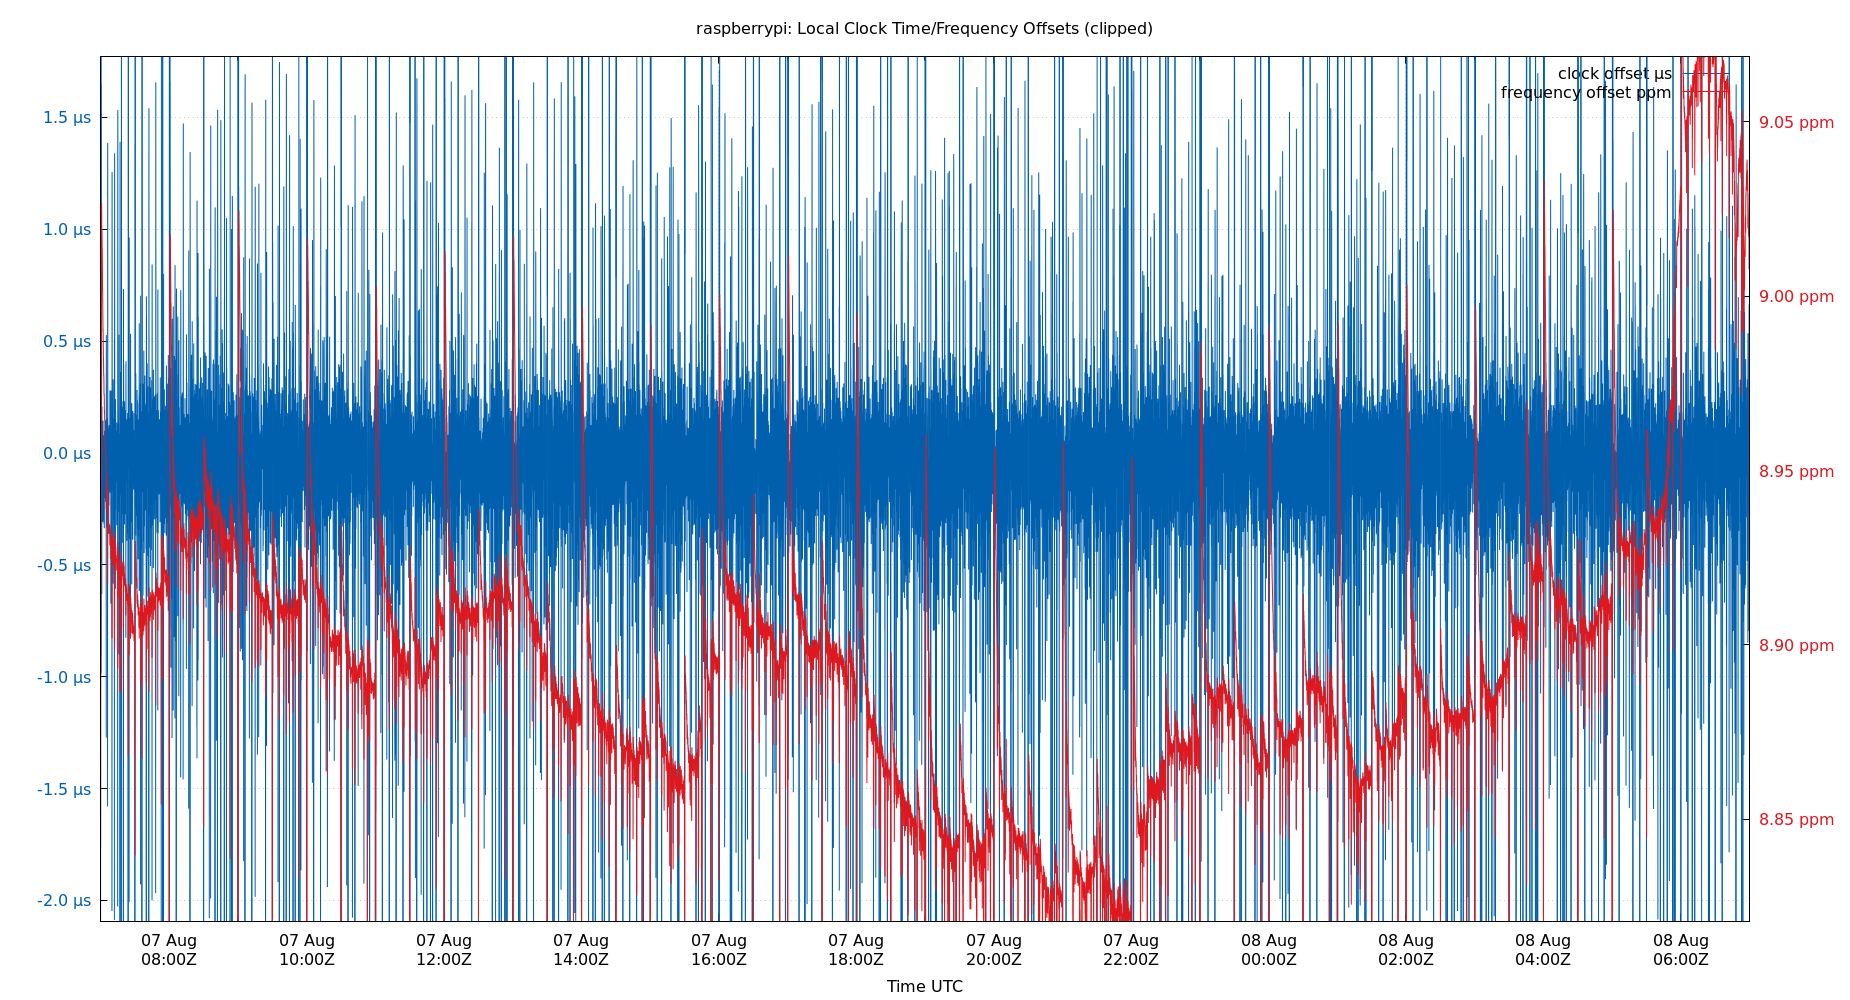 raspberrypi: Local Clock Time/Frequency Offsets (clipped)
clock offset µs
frequency offset ppm
1.5 µs
1.0 µs
0.5 µs
0.0 µs
-0.5 µs
-1.0 µs
-1.5 µs
-2.0 µs
9.05 ppm
9.00 ppm
8.95 ppm
8.90 ppm
8.85 ppm
07 Aug
08:00Z
07 Aug
10:00Z
07 Aug
12:00Z
07 Aug
14:00Z
07 Aug
16:00Z
07 Aug
18:00Z
07 Aug
20:00Z
07 Aug
22:00Z
08 Aug
00:00Z
08 Aug
02:00Z
08 Aug
04:00Z
08 Aug
06:00Z
Time UTC